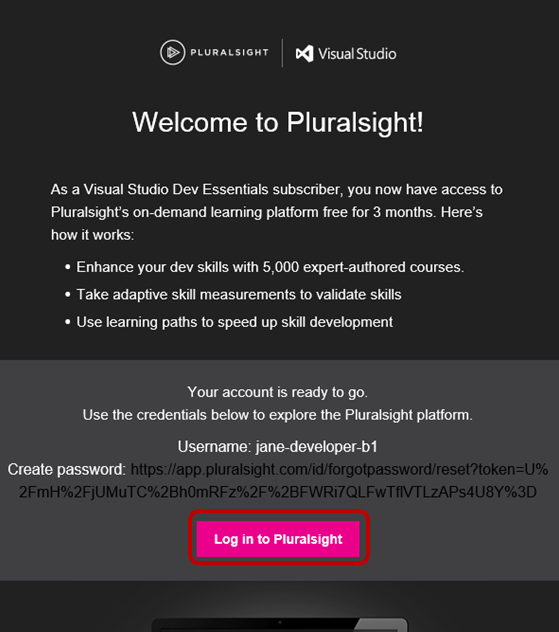 PLURALSIGHT Visual Studio
Welcome to Pluralsight!
As a Visual Studio Dev Essentials subscriber, you now have access to
Pluralsight's on-demand learning platform free for 3 months. Here's
how it works:
• Enhance your dev skills with 5,000 expert-authored courses.
• Take adaptive skill measurements to validate skills
• Use learning paths to speed up skill development
Your account is ready to go.
Use the credentials below to explore the Pluralsight platform.
Username: jane-developer-b1
Create password: https://app.pluralsight.com/id/forgotpassword/reset?token=U%
2FmH%2FjUMuTC%2Bh0mRFz%2F%2BFWRi7QLFwTflVTLzAPs4U8Y%3D
Log in to Pluralsight